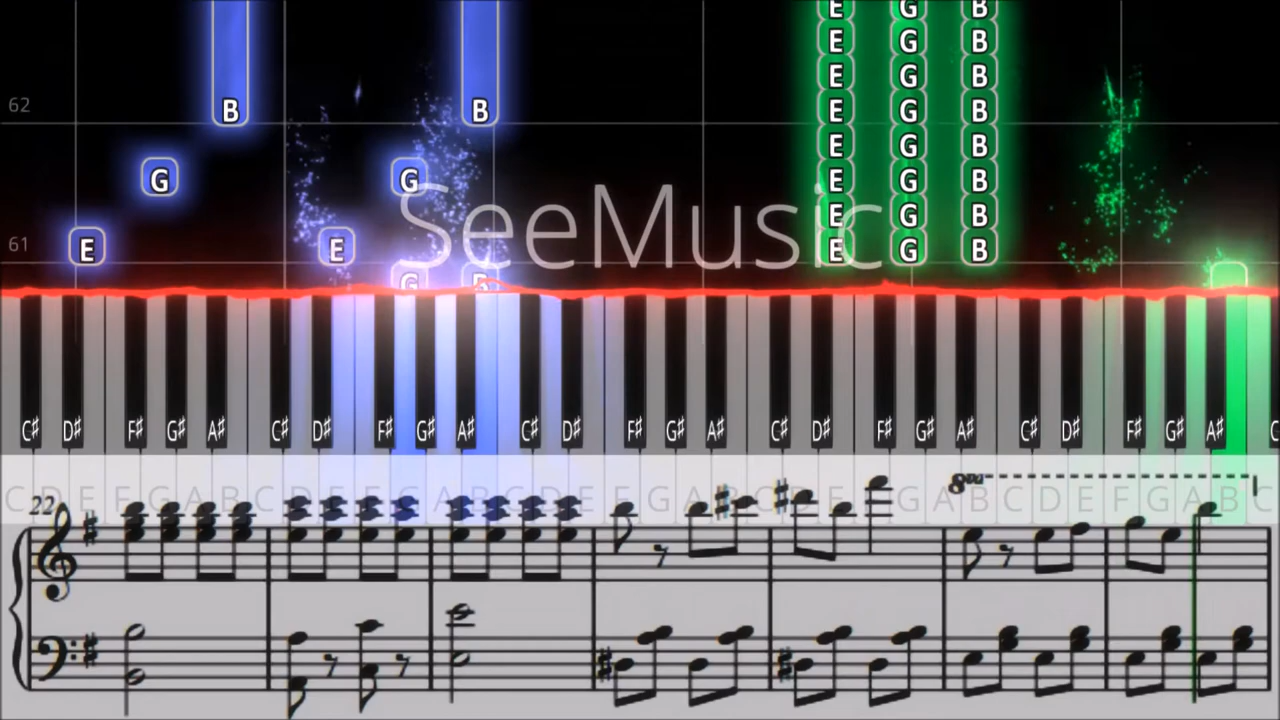 B B E G B
E G B
E G B
62 E G B
E G B
G G E G B
E G B
61 E E E G B
SeeMusic
G B
C♯ D♯ F♯ G♯ A♯ C♯ D♯ F♯ G♯ A♯ C♯ D♯ F♯ G♯ A♯ C♯ D♯ F♯ G♯ A♯ C♯ D♯ F♯ G♯ A♯ C
C D E F G A B C D E F G A B C D E F G A B C D E F G A B C D E F G A B C
22
8va